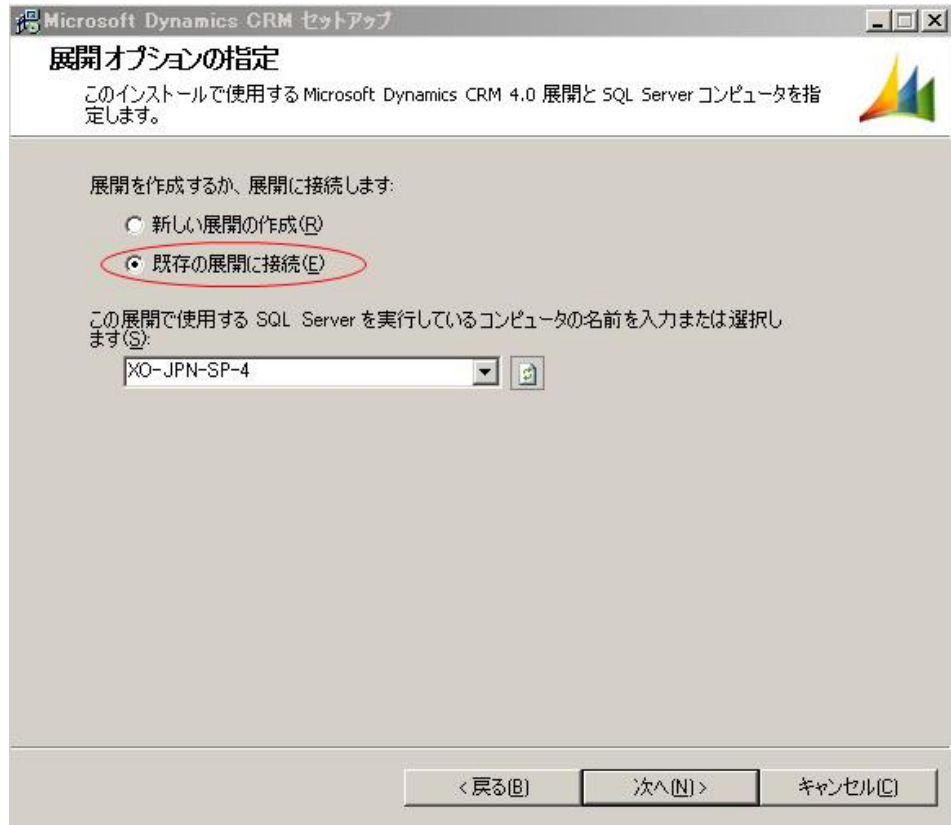 Microsoft Dynamics CRM セットアップ
展開オプションの指定
このインストールで使用する Microsoft Dynamics CRM 4.0 展開と SQL Server コンピュータを指
定します。
展開を作成するか、展開に接続します:
新しい展開の作成(R)
既存の展開に接続(E)
この展開で使用する SQL Server を実行しているコンピュータの名前を入力または選択し
ます(S):
XO-JPN-SP-4
< 戻る(B)
次へ(N) >
キャンセル(C)